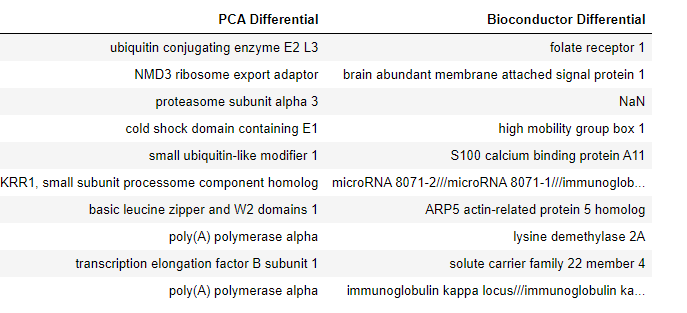 PCA Differential Bioconductor Differential
ubiquitin conjugating enzyme E2 L3 folate receptor 1
NMD3 ribosome export adaptor brain abundant membrane attached signal protein 1
proteasome subunit alpha 3 NaN
cold shock domain containing E1 high mobility group box 1
small ubiquitin-like modifier 1 S100 calcium binding protein A11
KRR1, small subunit processome component homolog microRNA 8071-2///microRNA 8071-1///immunoglob...
basic leucine zipper and W2 domains 1 ARP5 actin-related protein 5 homolog
poly(A) polymerase alpha lysine demethylase 2A
transcription elongation factor B subunit 1 solute carrier family 22 member 4
poly(A) polymerase alpha immunoglobulin kappa locus///immunoglobulin ka...